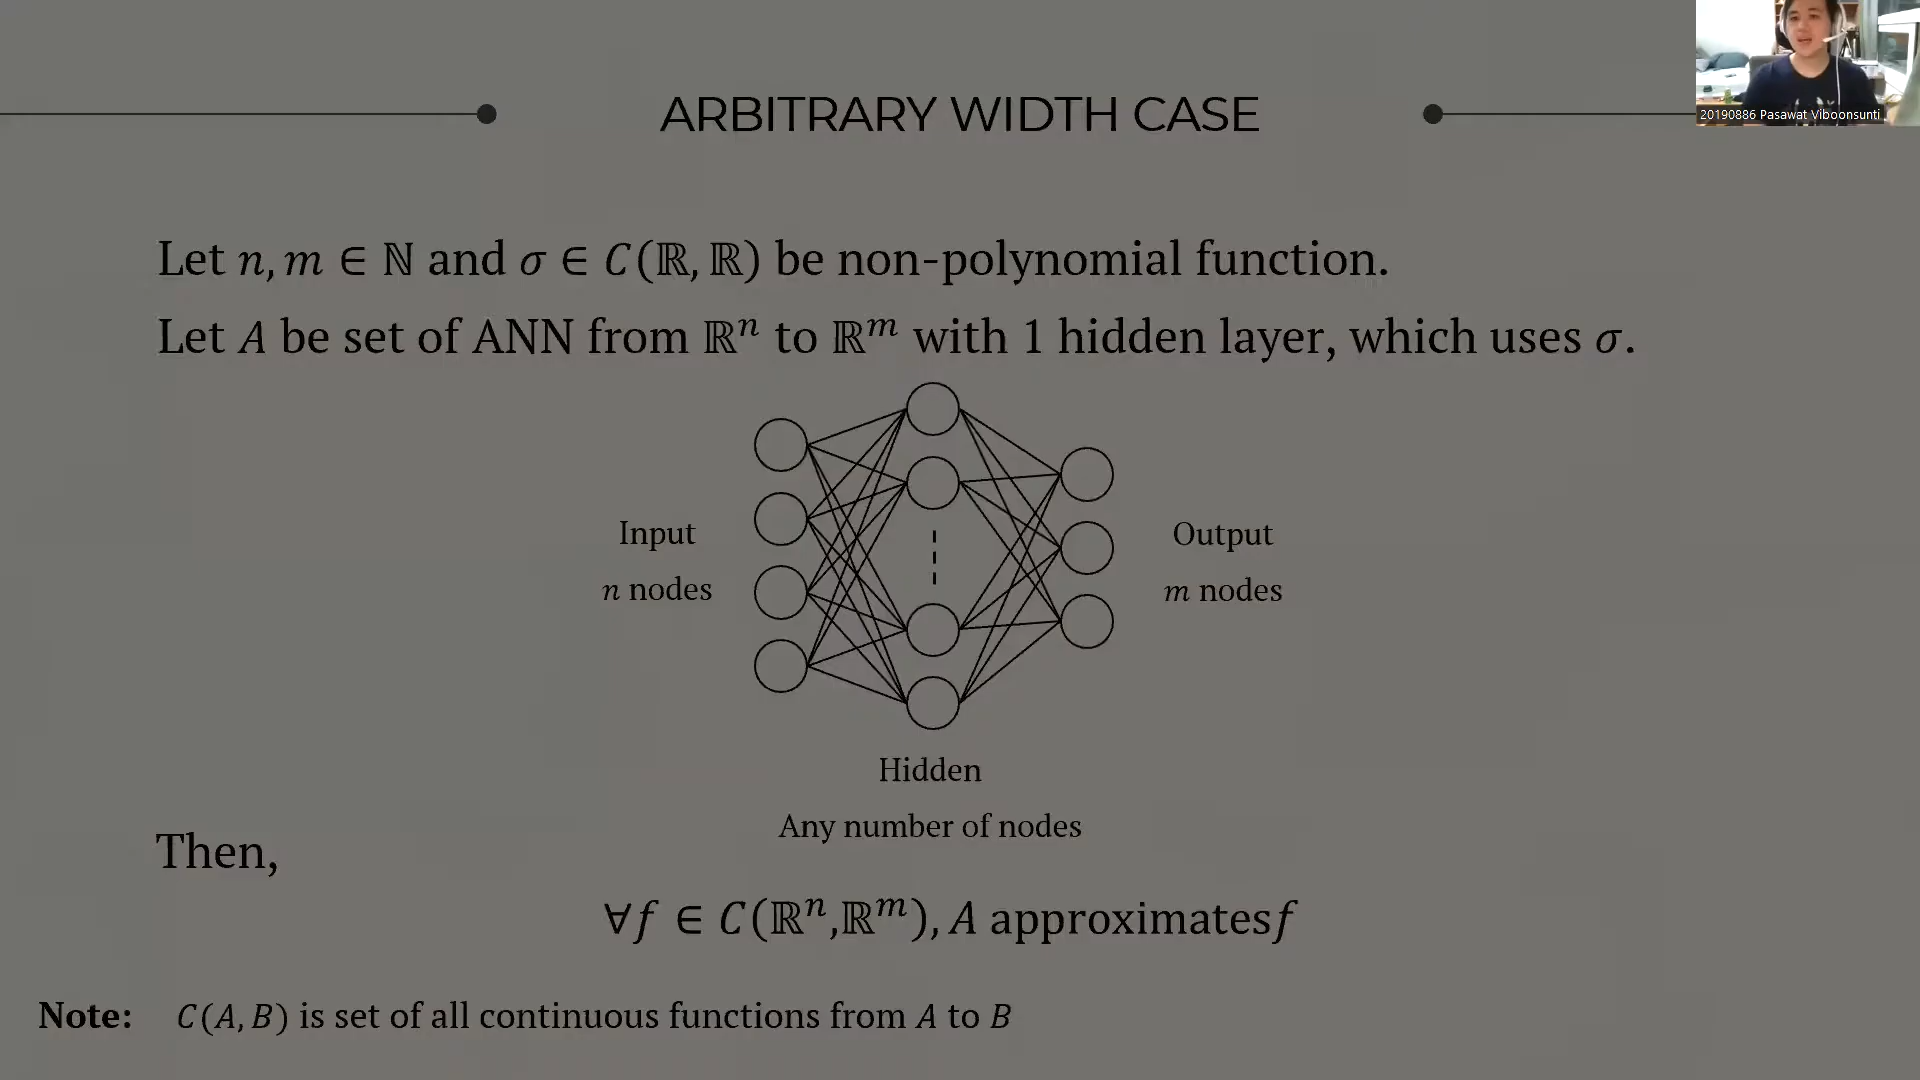 ARBITRARY WIDTH CASE
20190886 Pasawat Viboonsunti
Let n, m ∈ ℕ and σ ∈ C(ℝ, ℝ) be non-polynomial function.
Let A be set of ANN from ℝⁿ to ℝᵐ with 1 hidden layer, which uses σ.
Input
n nodes
Output
m nodes
Hidden
Any number of nodes
Then,
∀f ∈ C(ℝⁿ,ℝᵐ), A approximatesf
Note: C(A, B) is set of all continuous functions from A to B